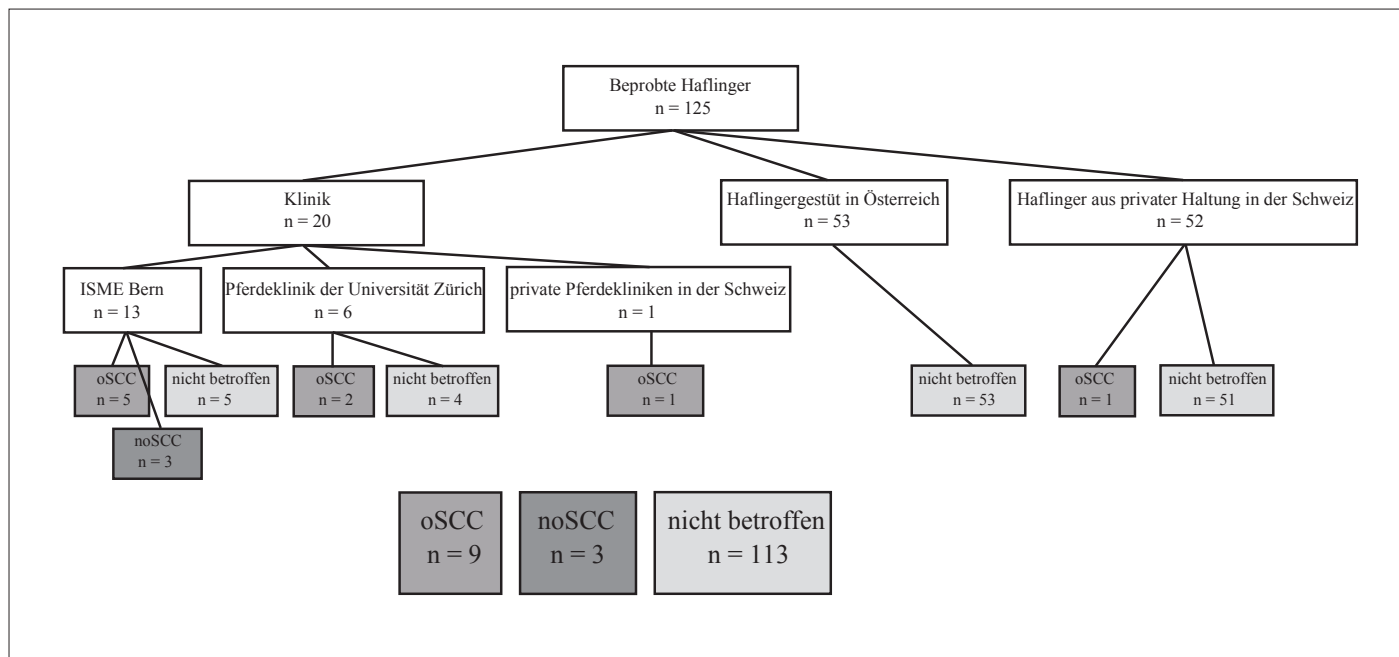 Beprobte Haflinger
n = 125
Klinik
n = 20
Haflingergestüt in Österreich
n = 53
Haflinger aus privater Haltung in der Schweiz
n = 52
ISME Bern
n = 13
Pferdeklinik der Universität Zürich
n = 6
private Pferdekliniken in der Schweiz
n = 1
oSCC
n = 5
nicht betroffen
n = 5
oSCC
n = 2
nicht betroffen
n = 4
oSCC
n = 1
nicht betroffen
n = 53
oSCC
n = 1
nicht betroffen
n = 51
noSCC
n = 3
oSCC
n = 9
noSCC
n = 3
nicht betroffen
n = 113